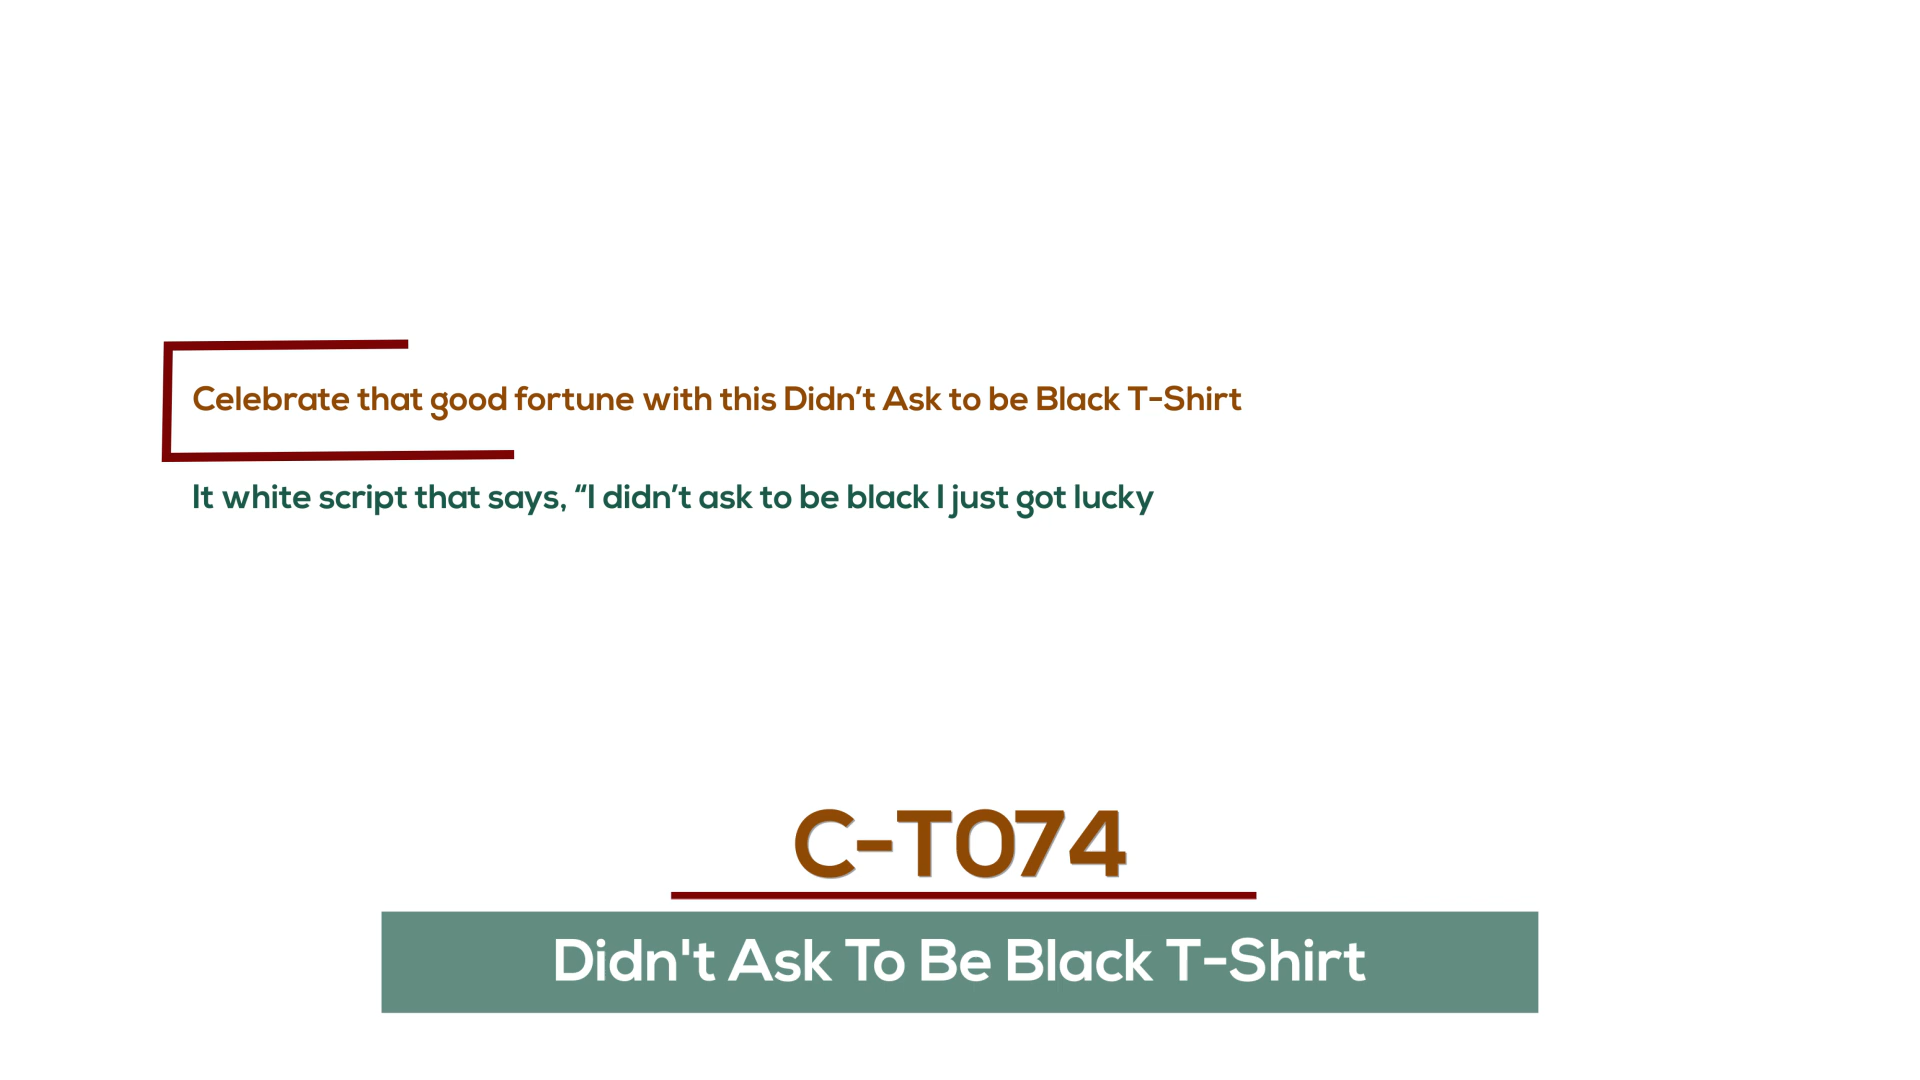 Celebrate that good fortune with this Didn’t Ask to be Black T-Shirt
It white script that says, “I didn’t ask to be black I just got lucky
C-T074
Didn't Ask To Be Black T-Shirt